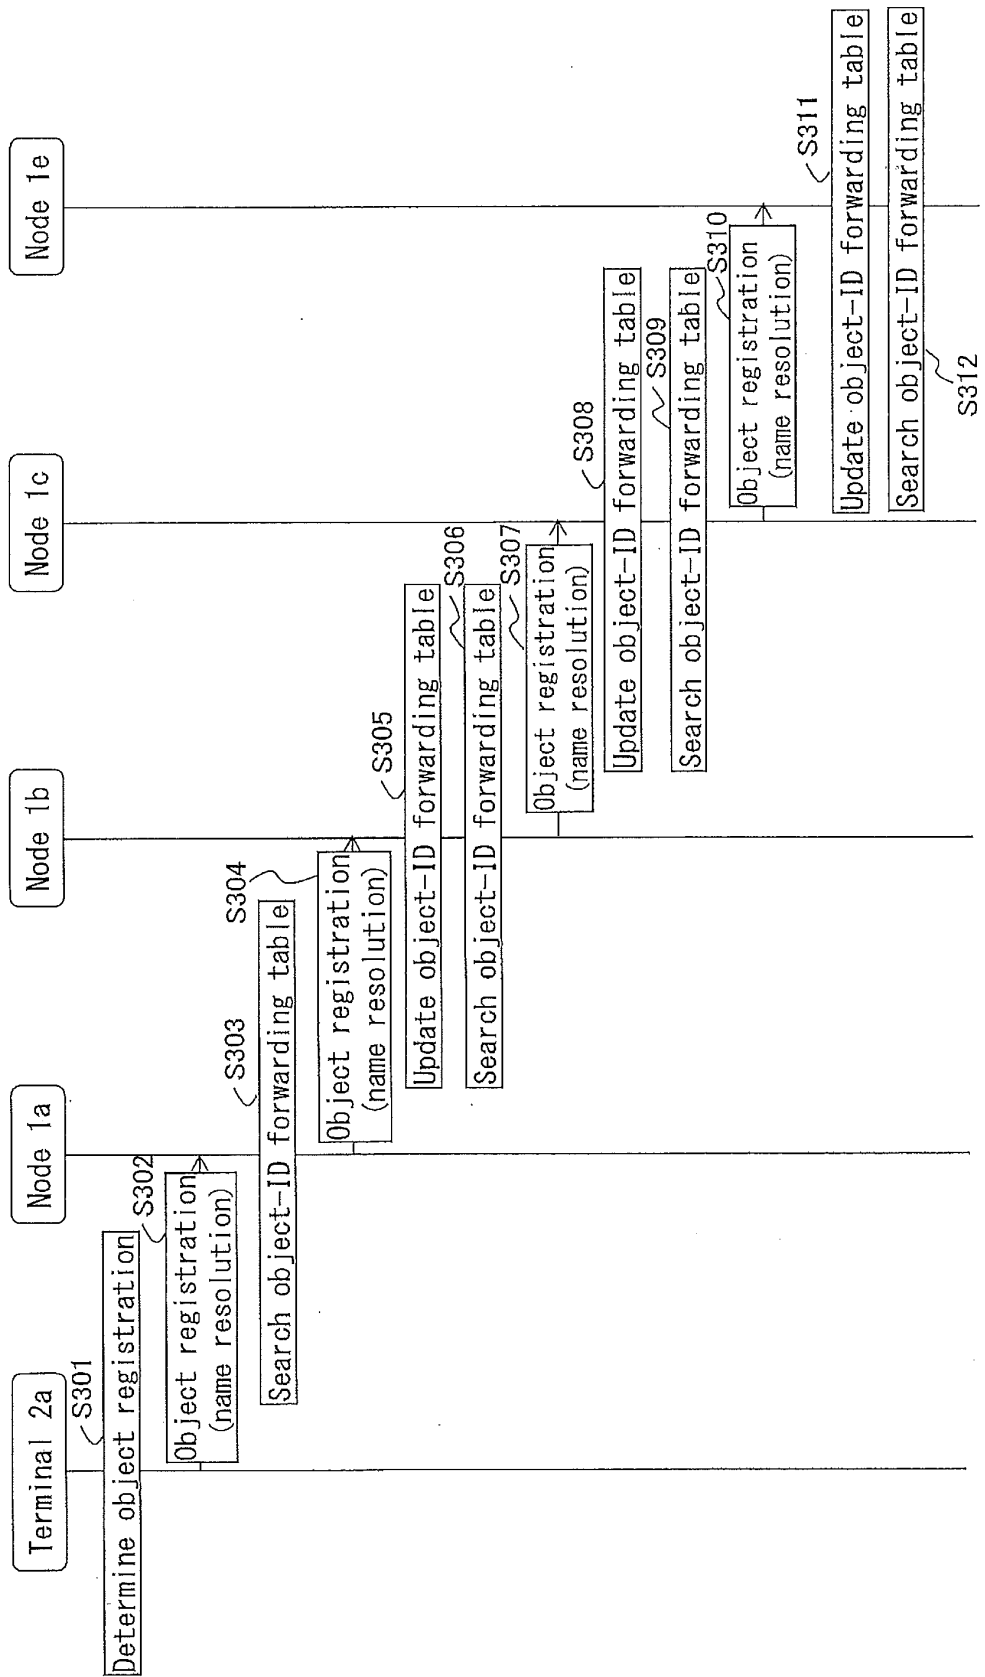 Terminal 2a
Node 1a
Node 1b
Node 1c
Node 1e
S301
Determine object registration
S302
Object registration
(name resolution)
S303
Search object-ID forwarding table
S304
Object registration
(name resolution)
S305
Update object-ID forwarding table
S306
Search object-ID forwarding table
S307
Object registration
(name resolution)
S308
Update object-ID forwarding table
S309
Search object-ID forwarding table
S310
Object registration
(name resolution)
S311
Update object-ID forwarding table
Search object-ID forwarding table
S312